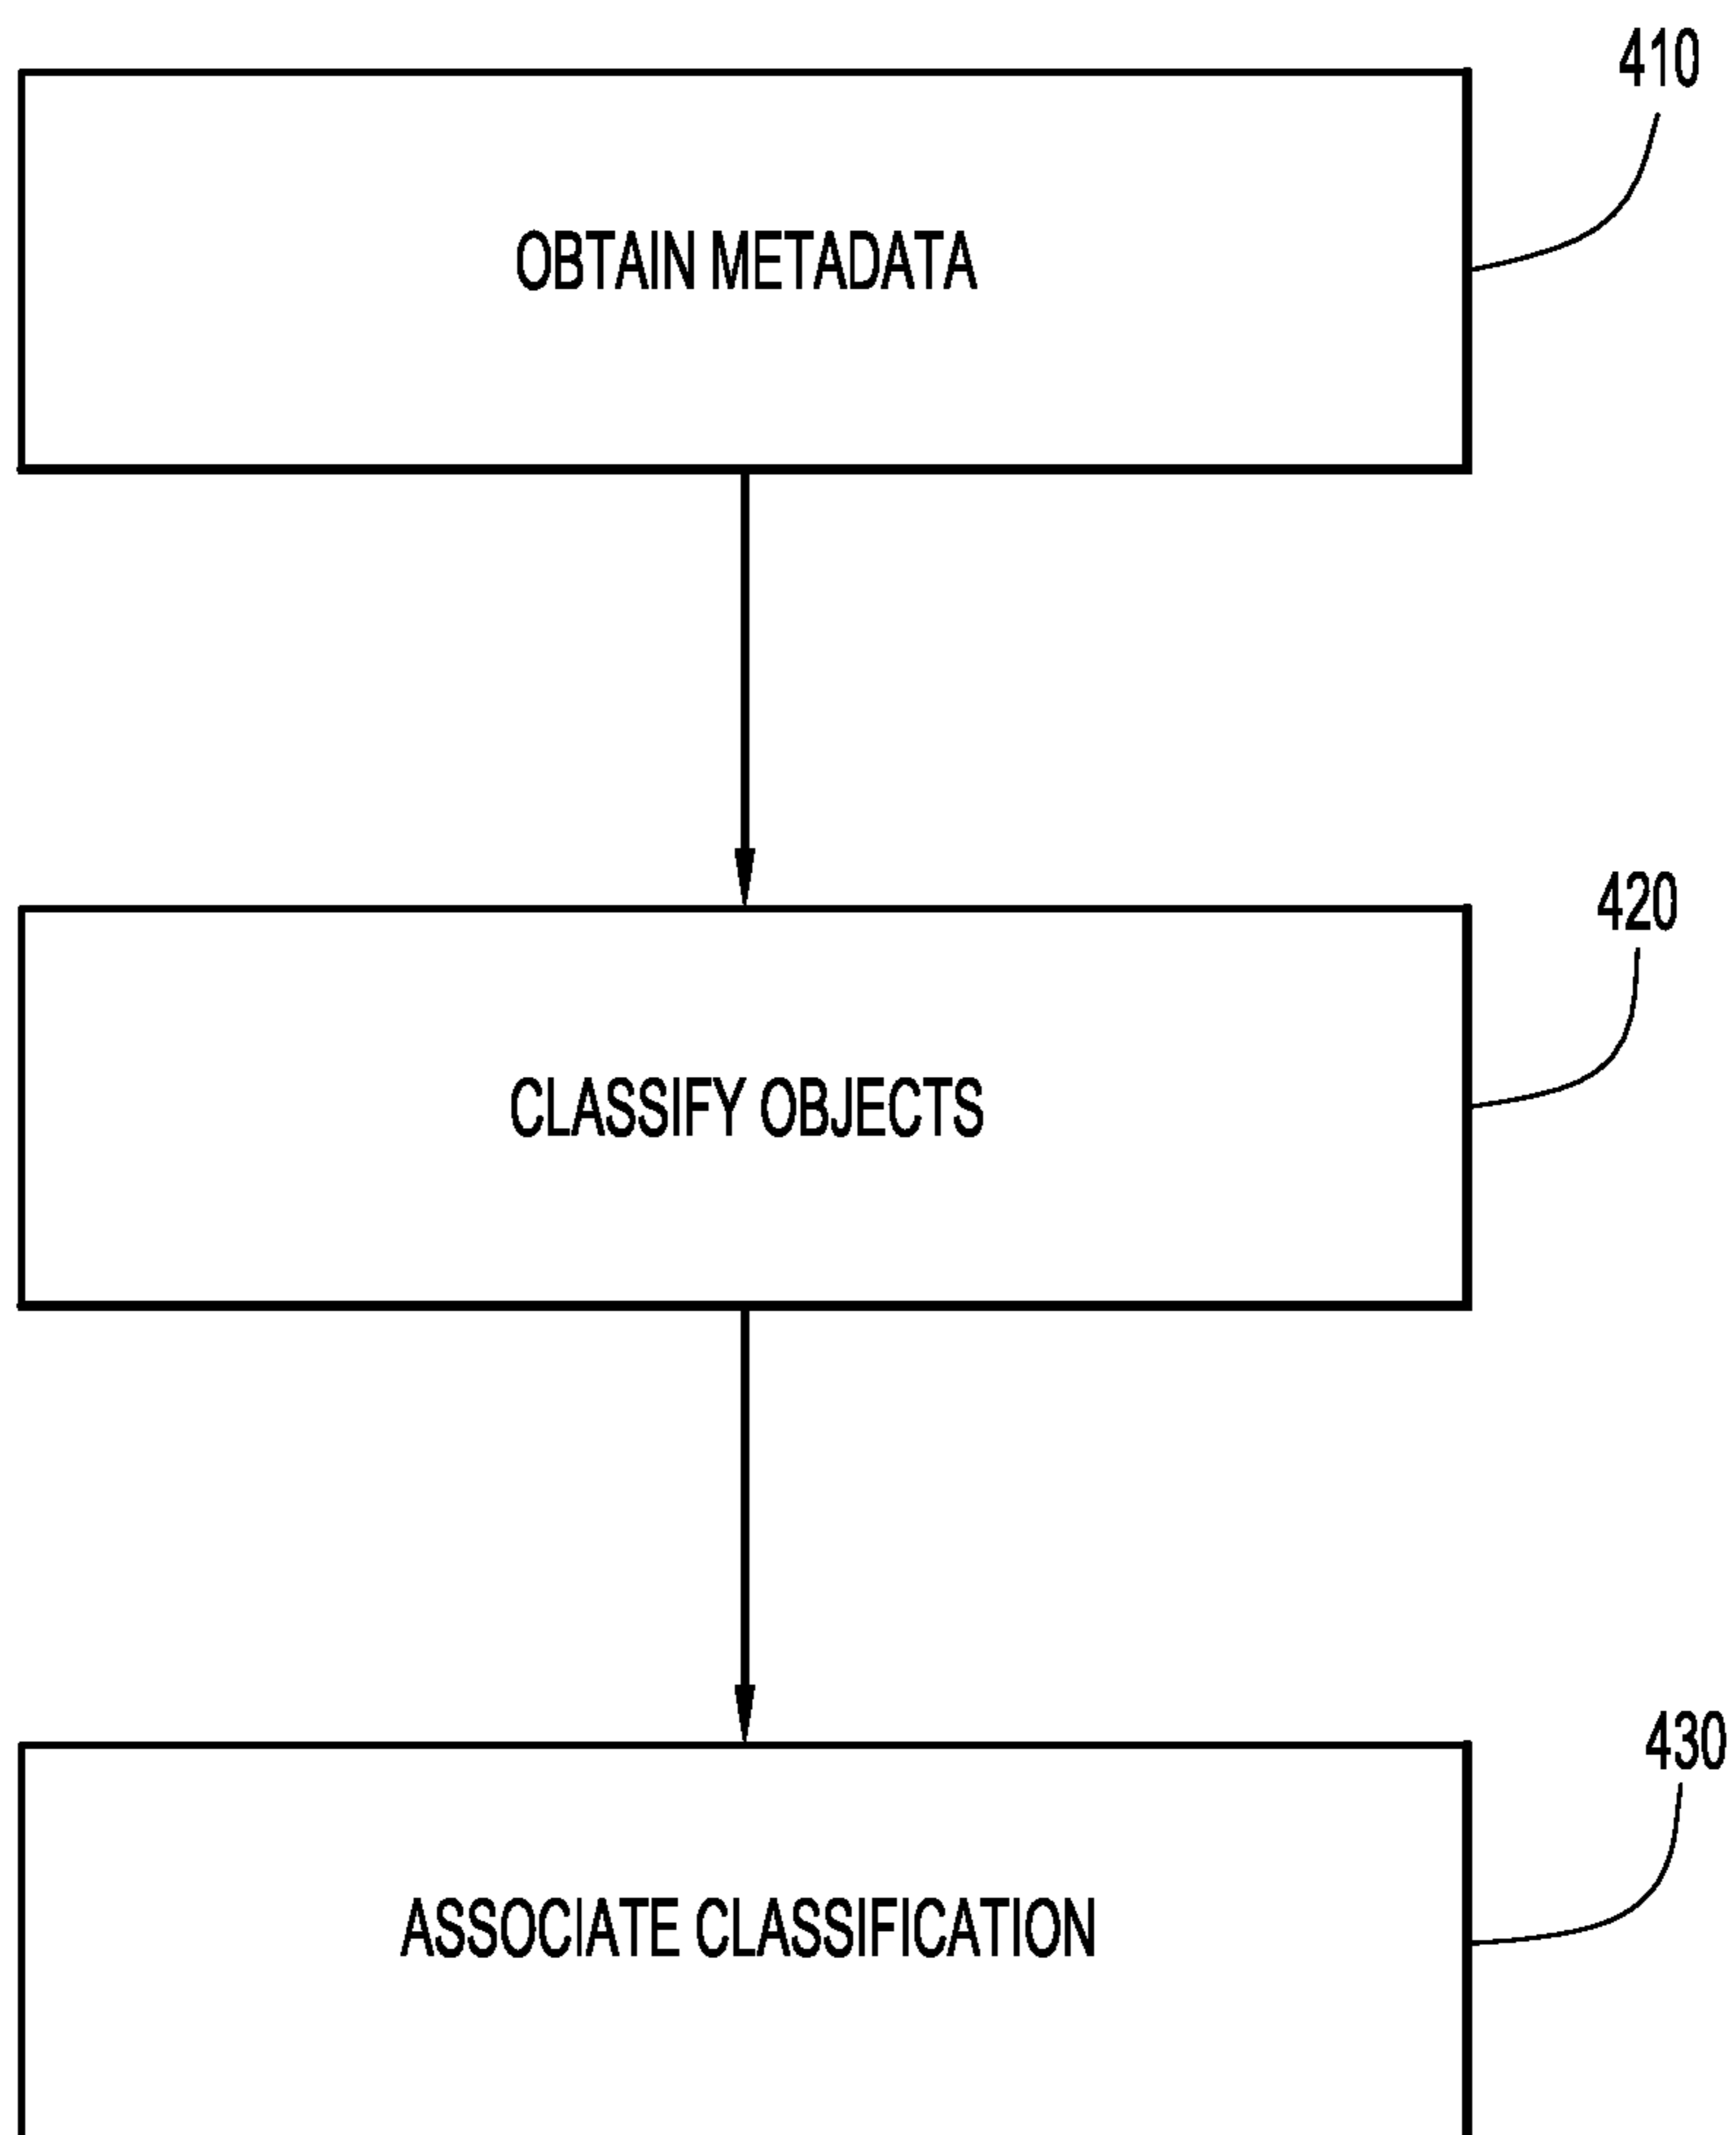 410
OBTAIN METADATA
420
CLASSIFY OBJECTS
430
ASSOCIATE CLASSIFICATION